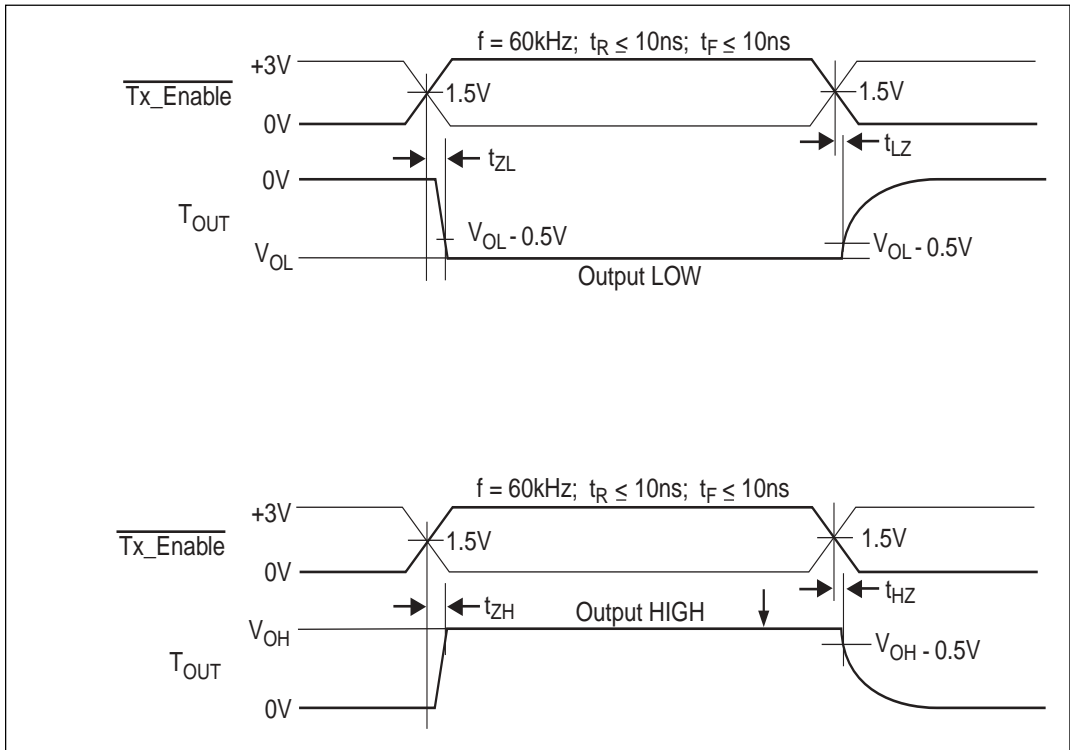 f = 60kHz; tR ≤ 10ns; tF ≤ 10ns
+3V
Tx_Enable
1.5V
1.5V
0V
tZL
tLZ
0V
TOUT
VOL - 0.5V
VOL - 0.5V
VOL
Output LOW
f = 60kHz; tR ≤ 10ns; tF ≤ 10ns
+3V
Tx_Enable
1.5V
1.5V
0V
tZH
Output HIGH
tHZ
VOH
VOH - 0.5V
TOUT
0V